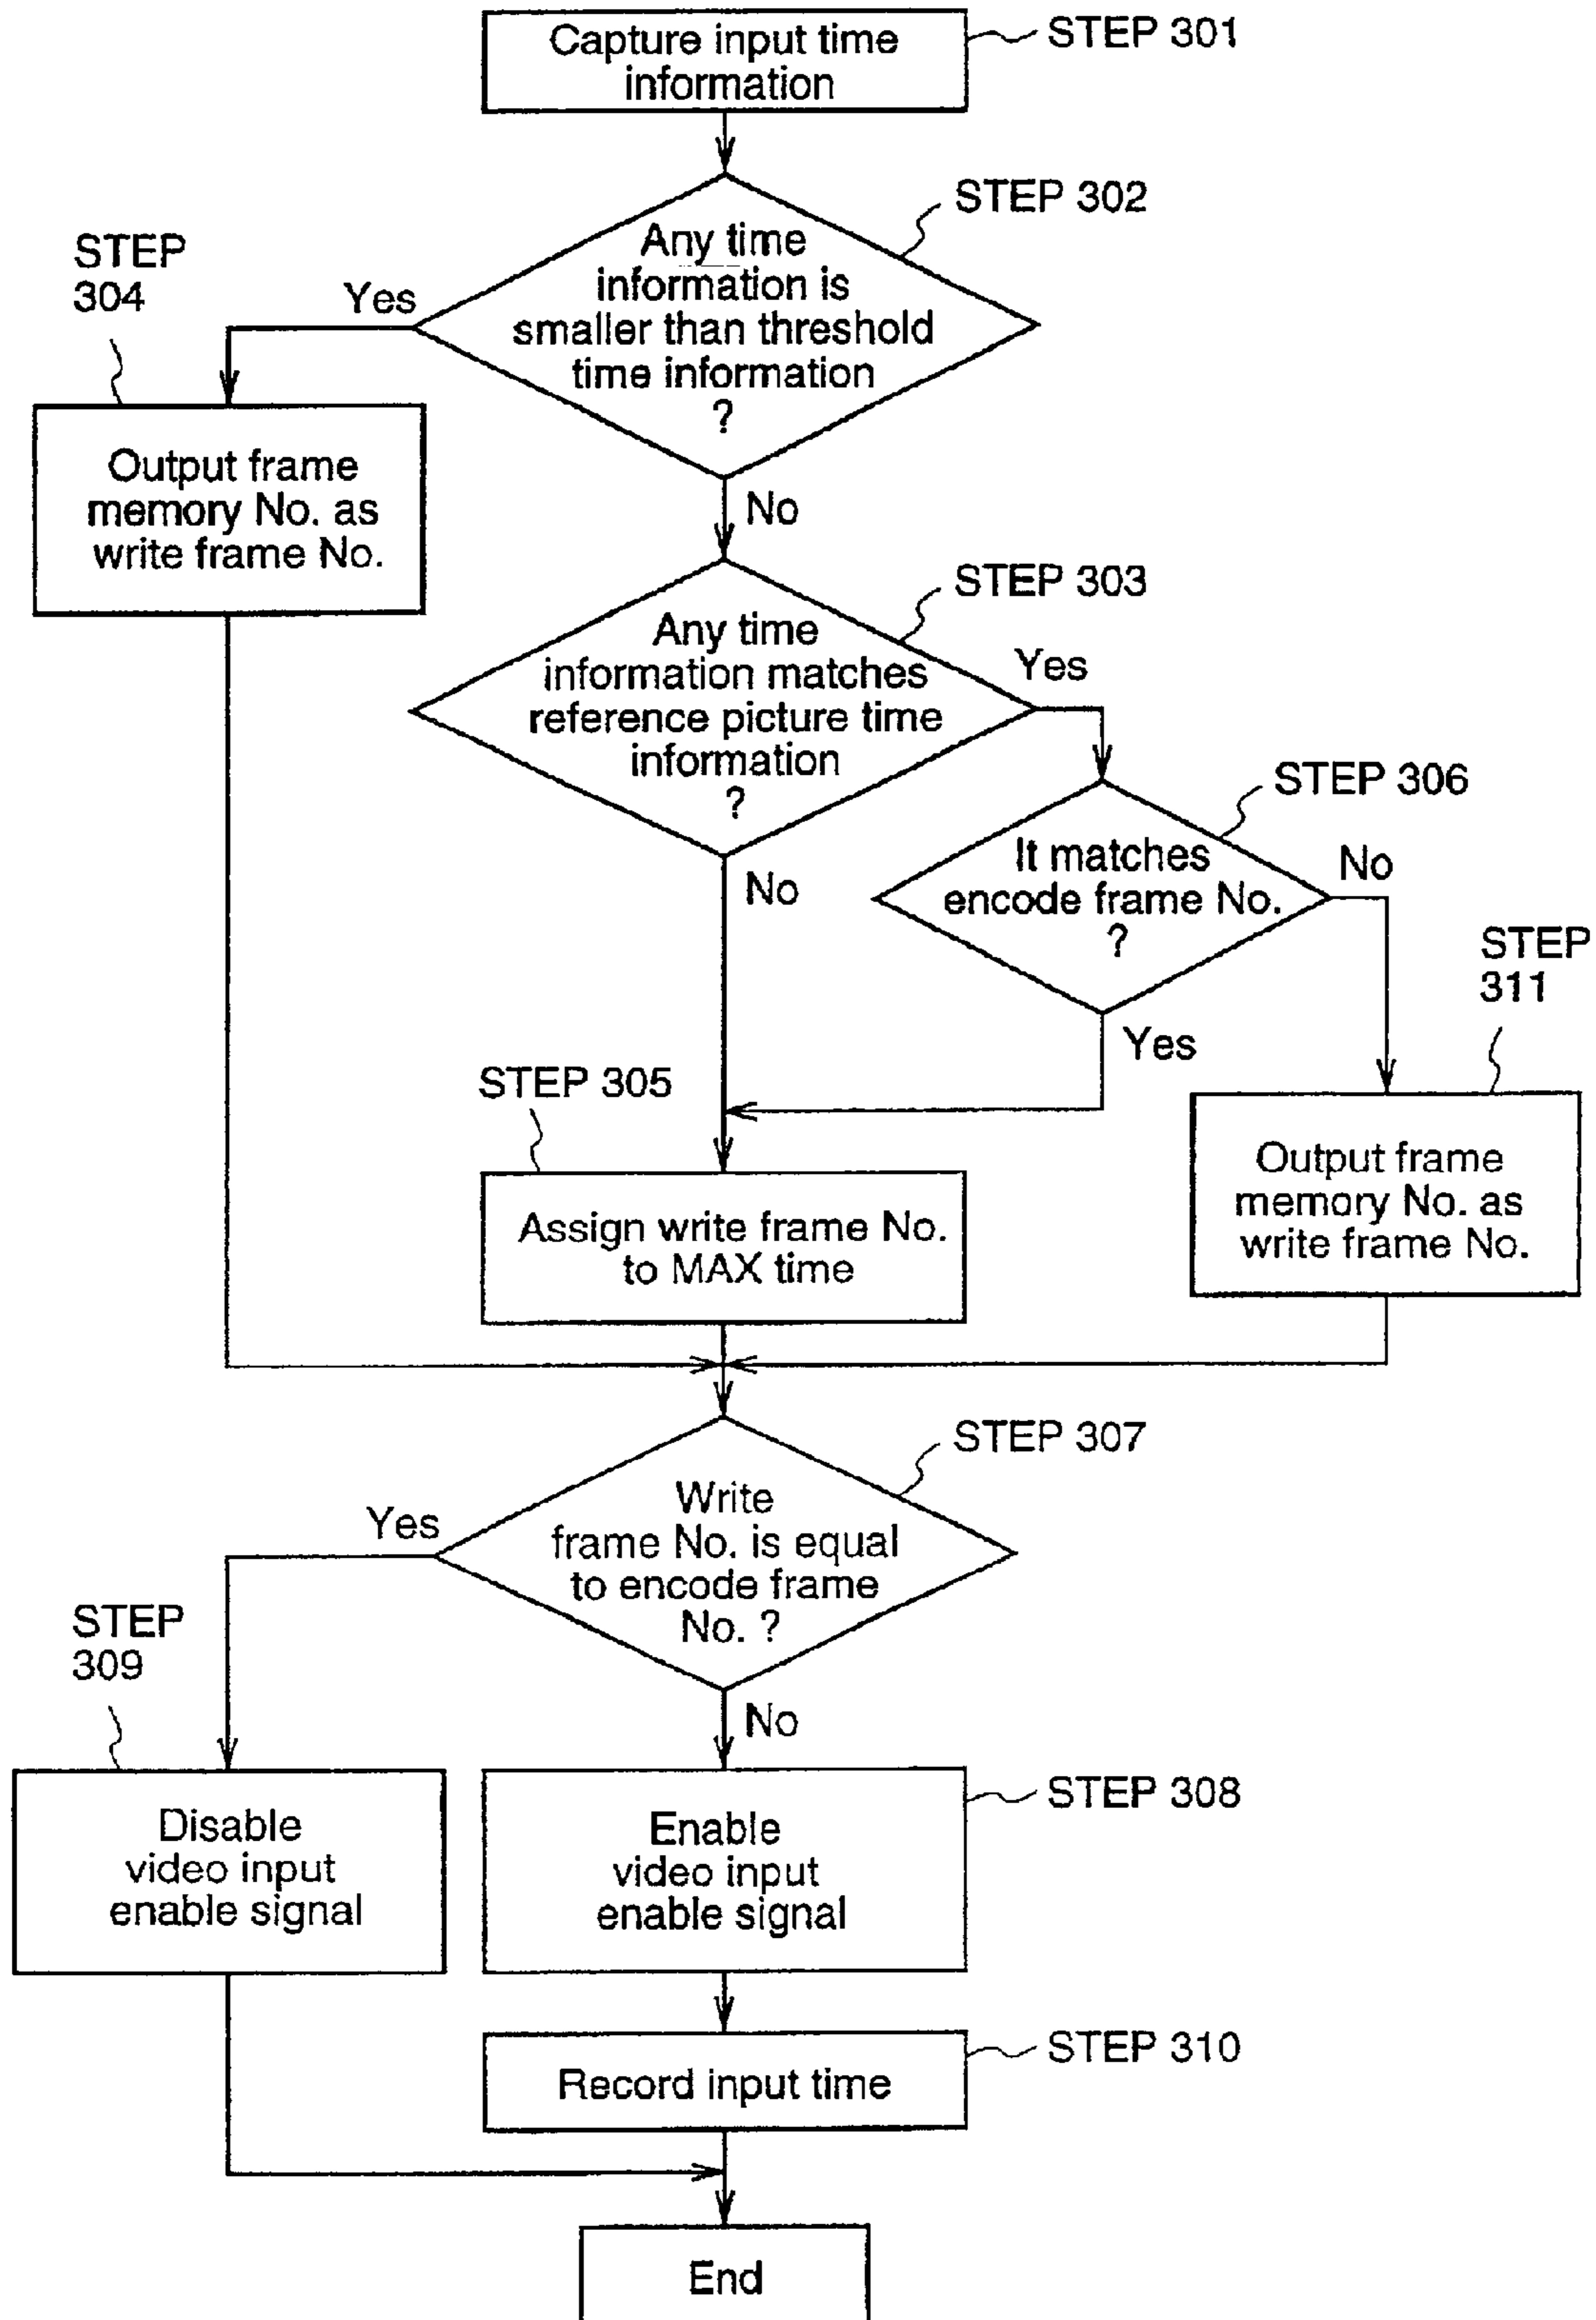 Capture input time
information
STEP 301
Any time
information is
smaller than threshold
time information
?
STEP 302
Yes
No
STEP
304
Output frame
memory No. as
write frame No.
Any time
information matches
reference picture time
information
?
STEP 303
Yes
No
It matches
encode frame No.
?
STEP 306
No
Yes
STEP
311
Output frame
memory No. as
write frame No.
STEP 305
Assign write frame No.
to MAX time
Write
frame No. is equal
to encode frame
No. ?
STEP 307
Yes
No
STEP
309
Disable
video input
enable signal
Enable
video input
enable signal
STEP 308
Record input time
STEP 310
End